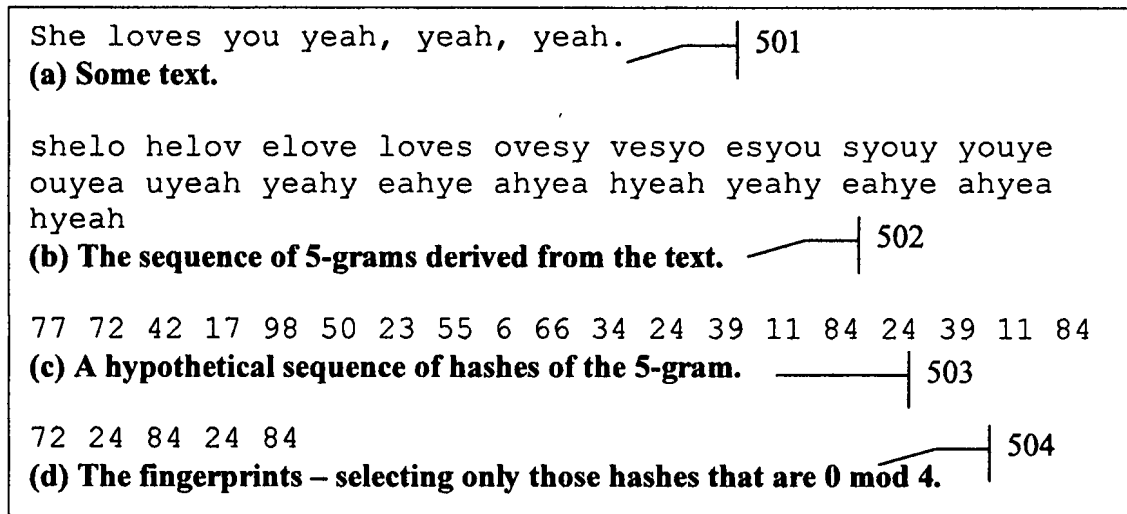 She loves you yeah, yeah, yeah.
501
(a) Some text.
shelo helov elove loves ovesy vesyo esyou syouy youye
ouyea uyeah yeahy eahye ahyea hyeah yeahy eahye ahyea
hyeah
502
(b) The sequence of 5-grams derived from the text.
77 72 42 17 98 50 23 55 6 66 34 24 39 11 84 24 39 11 84
(c) A hypothetical sequence of hashes of the 5-gram.
503
72 24 84 24 84
504
(d) The fingerprints – selecting only those hashes that are 0 mod 4.